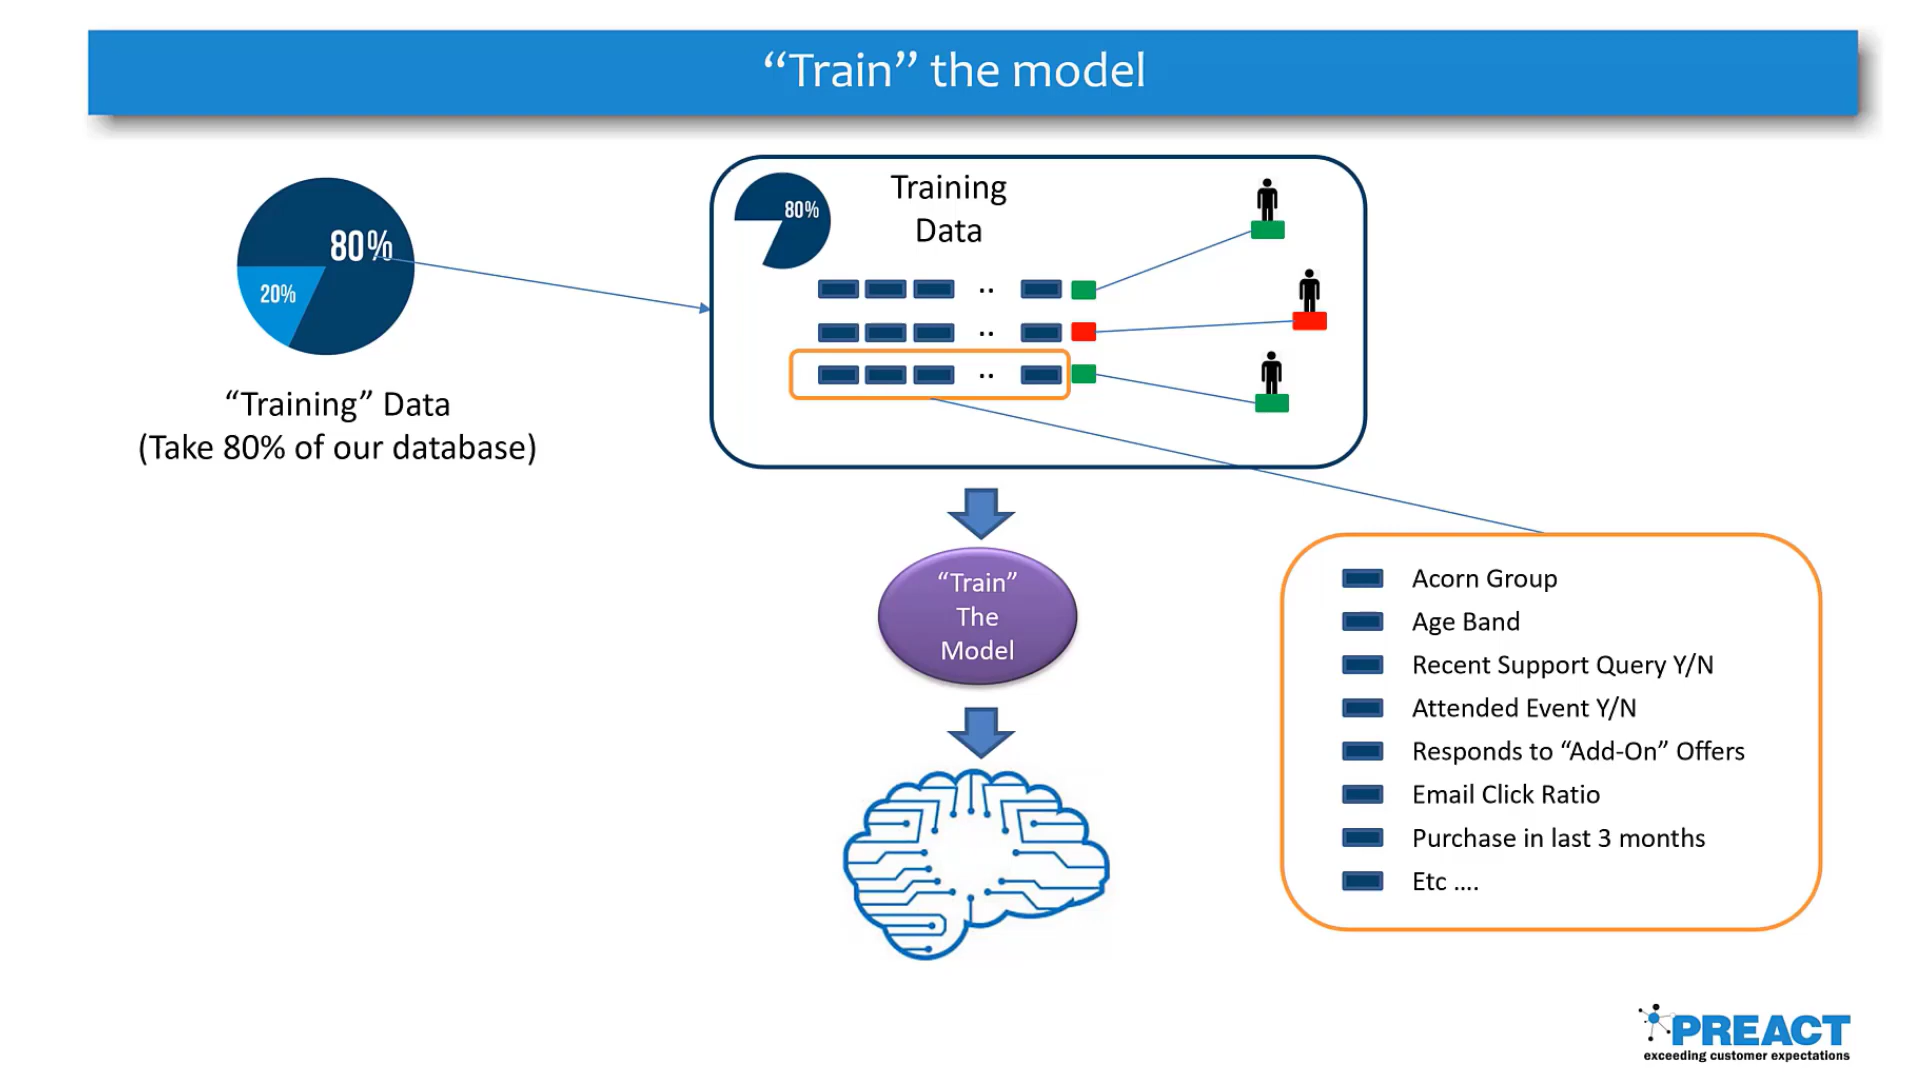 “Train” the model
80%
20%
“Training” Data
(Take 80% of our database)
80%
Training
Data
..
..
..
“Train”
The
Model
Acorn Group
Age Band
Recent Support Query Y/N
Attended Event Y/N
Responds to “Add-On” Offers
Email Click Ratio
Purchase in last 3 months
Etc ....
PREACT
exceeding customer expectations